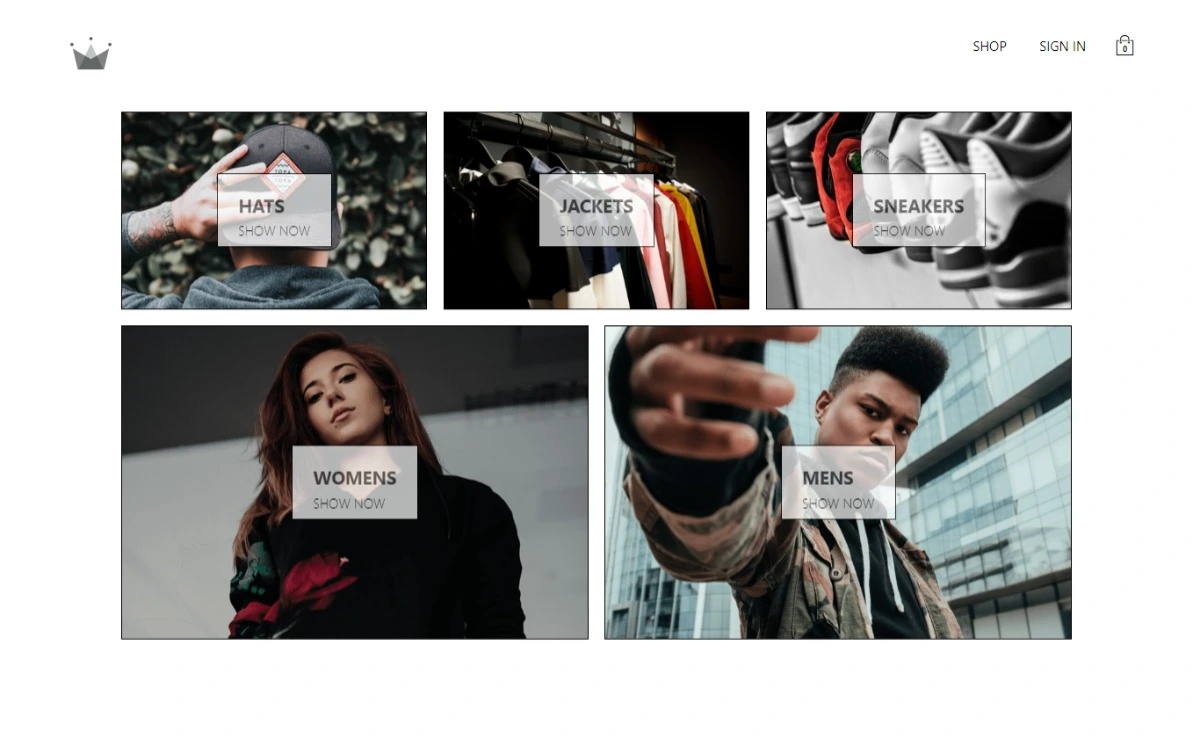 SHOP
SIGN IN
0
TOPA
HATS
SHOW NOW
JACKETS
SHOW NOW
SNEAKERS
SHOW NOW
WOMENS
SHOW NOW
MENS
SHOW NOW